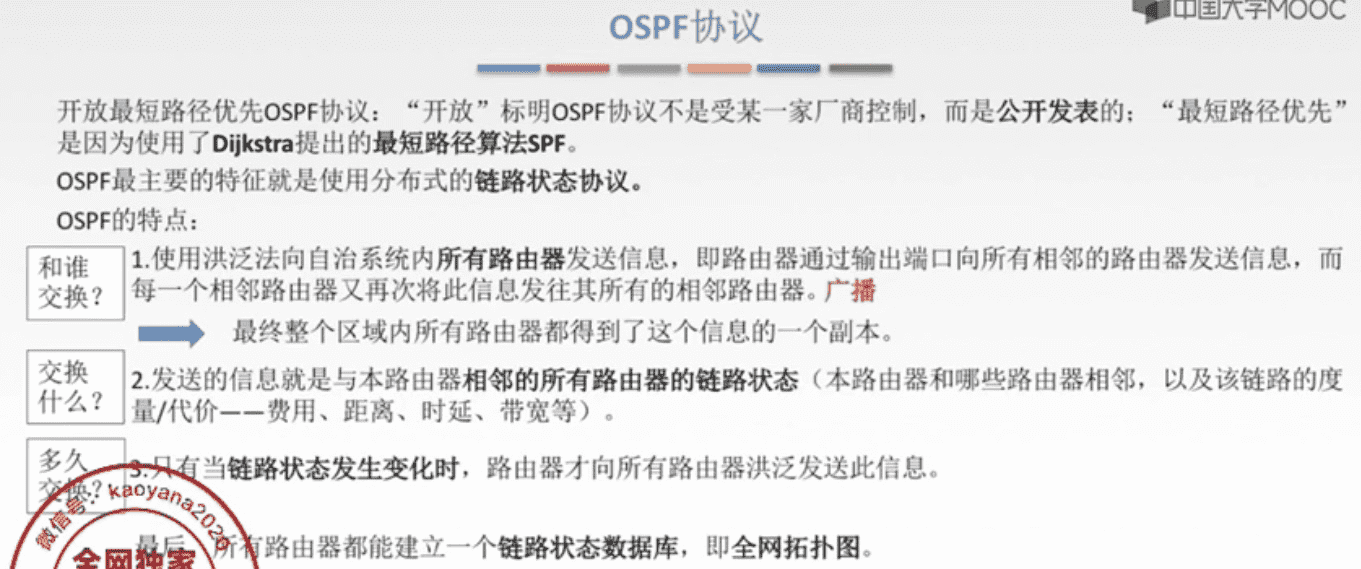 中国大学MOOC
OSPF协议
开放最短路径优先OSPF协议：“开放”标明OSPF协议不是受某一家厂商控制，而是公开发表的；“最短路径优先”
是因为使用了Dijkstra提出的最短路径算法SPF。
OSPF最主要的特征就是使用分布式的链路状态协议。
OSPF的特点：
和谁
交换？
1.使用洪泛法向自治系统内所有路由器发送信息，即路由器通过输出端口向所有相邻的路由器发送信息，而
每一个相邻路由器又再次将此信息发往其所有的相邻路由器。广播
最终整个区域内所有路由器都得到了这个信息的一个副本。
交换
什么？
2.发送的信息就是与本路由器相邻的所有路由器的链路状态（本路由器和哪些路由器相邻，以及该链路的度
量/代价——费用、距离、时延、带宽等）。
多久
交换？
3.只有当链路状态发生变化时，路由器才向所有路由器洪泛发送此信息。
最后，所有路由器都能建立一个链路状态数据库，即全网拓扑图。
微信号：kaoyana2020
全网独家